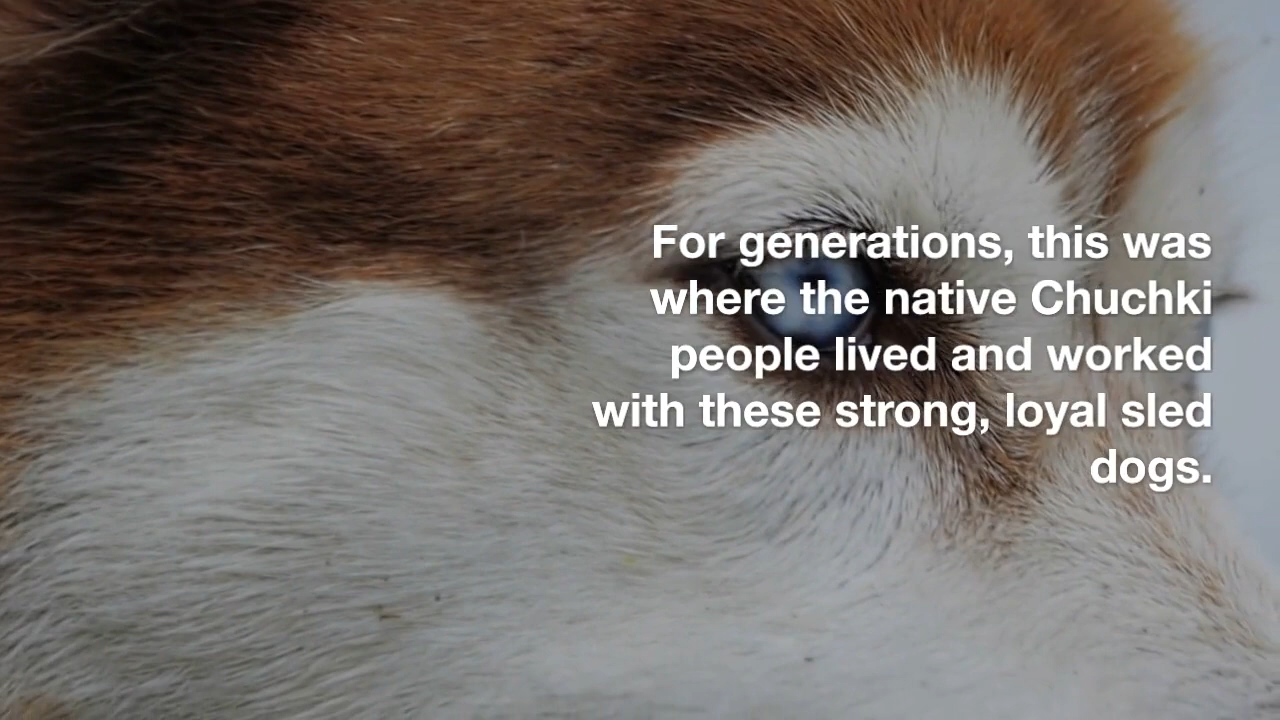 For generations, this was
where the native Chuchki
people lived and worked
with these strong, loyal sled
dogs.